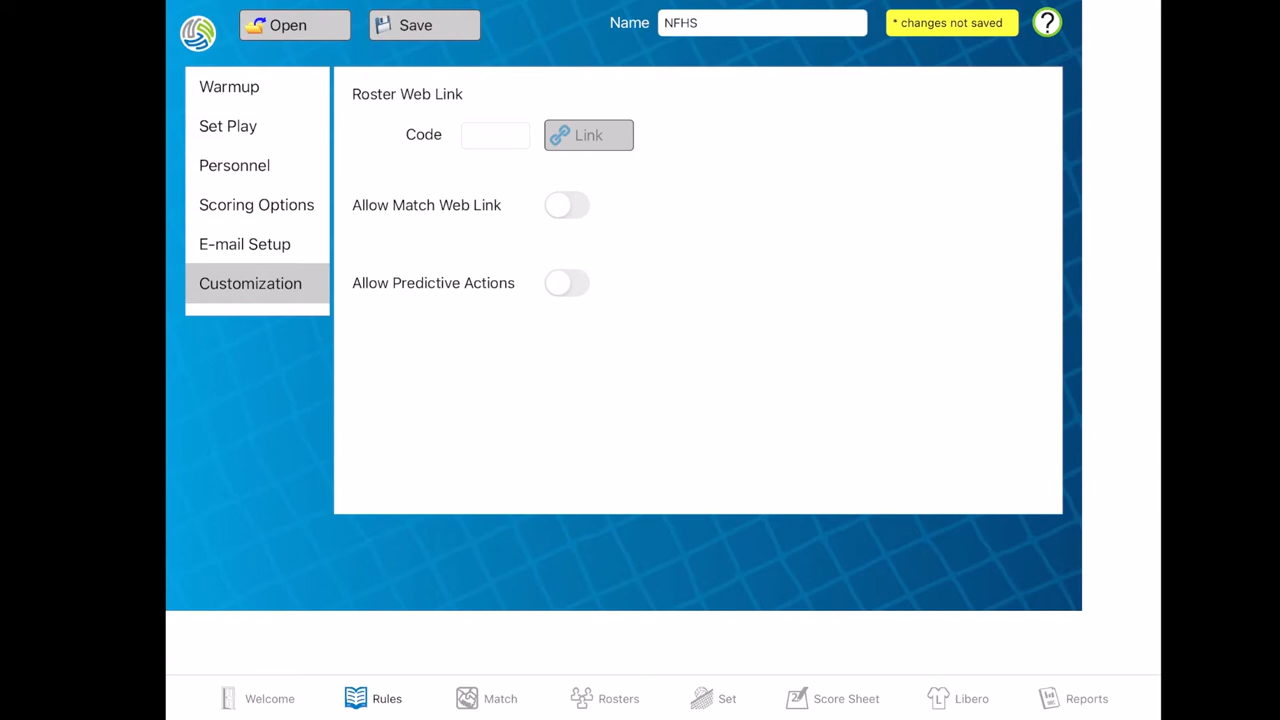 Open
Save
Name NFHS
* changes not saved
?
Warmup
Set Play
Personnel
Scoring Options
E-mail Setup
Customization
Roster Web Link
Code
Link
Allow Match Web Link
Allow Predictive Actions
Welcome
Rules
Match
Rosters
Set
Score Sheet
L
Libero
Reports